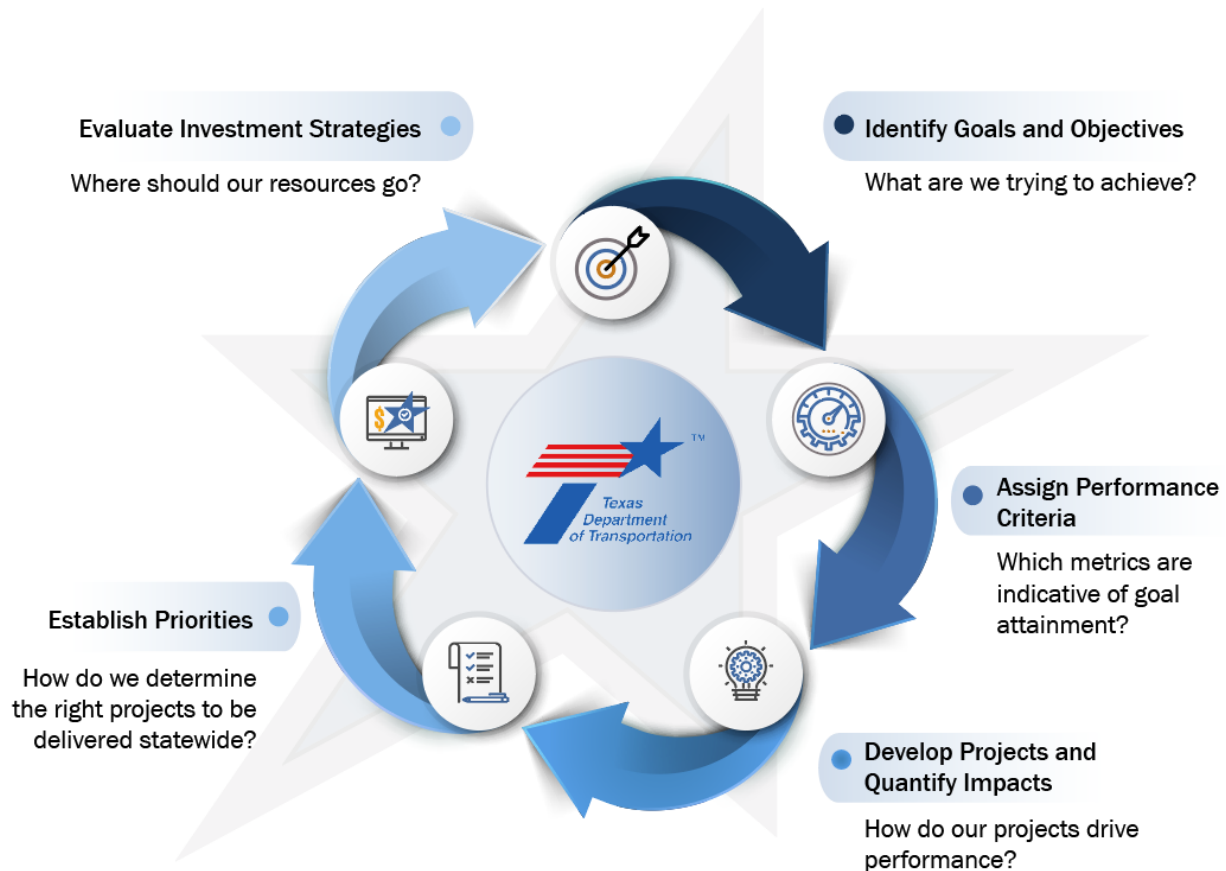 Evaluate Investment Strategies
Where should our resources go?
Identify Goals and Objectives
What are we trying to achieve?
Assign Performance
Criteria
Which metrics are
indicative of goal
attainment?
Develop Projects and
Quantify Impacts
How do our projects drive
performance?
Establish Priorities
How do we determine
the right projects to be
delivered statewide?
TM
Texas
Department
of Transportation
$